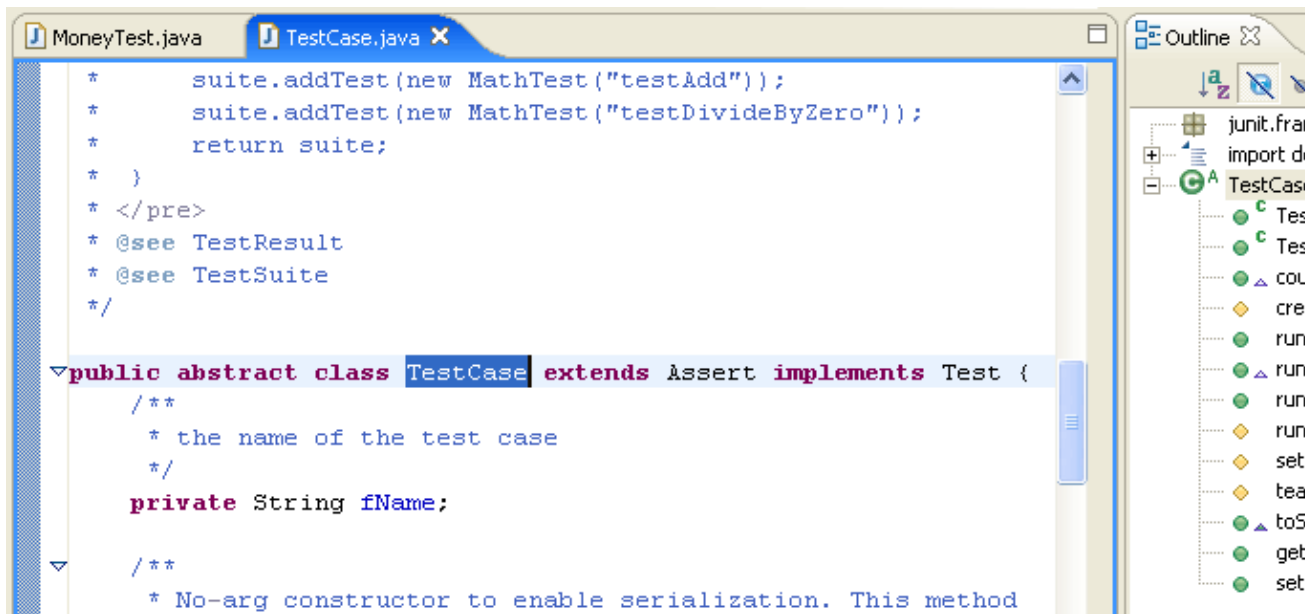 MoneyTest.java
TestCase.java
*       suite.addTest(new MathTest("testAdd"));
*       suite.addTest(new MathTest("testDivideByZero"));
*       return suite;
*  }
* </pre>
* @see TestResult
* @see TestSuite
*/
public abstract class TestCase extends Assert implements Test {
/**
* the name of the test case
*/
private String fName;
/**
* No-arg constructor to enable serialization. This method
Outline
junit.fra
import d
TestCase
Tes
Tes
cou
cre
run
run
run
run
set
tea
toS
get
set